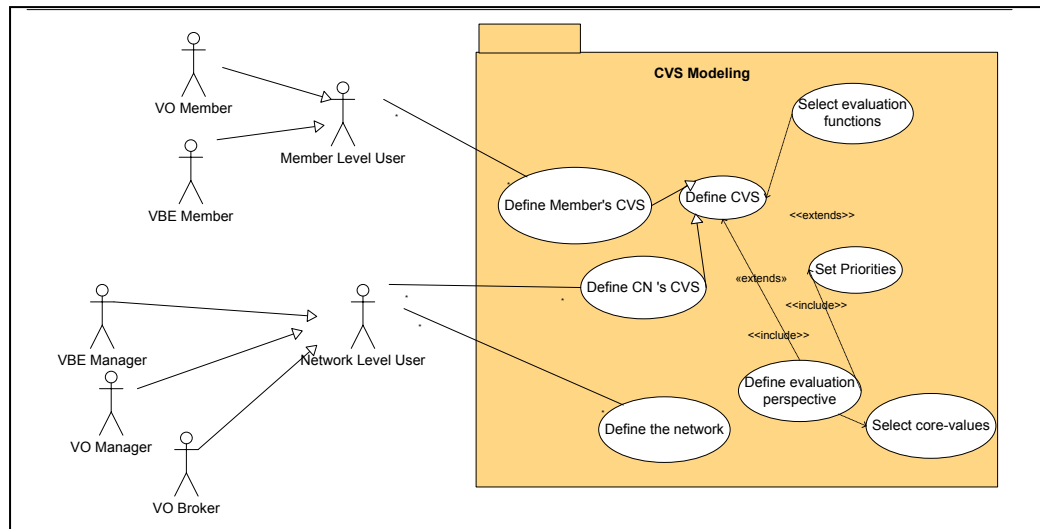 CVS Modeling
VO Member
VBE Member
Member Level User
*
*
Select evaluation
functions
Define Member's CVS
Define CVS
<<extends>>
Define CN 's CVS
Set Priorities
«extends»
<<include>>
<<include>>
VBE Manager
Network Level User
*
*
*
*
VO Manager
VO Broker
Define evaluation
perspective
Define the network
Select core-values